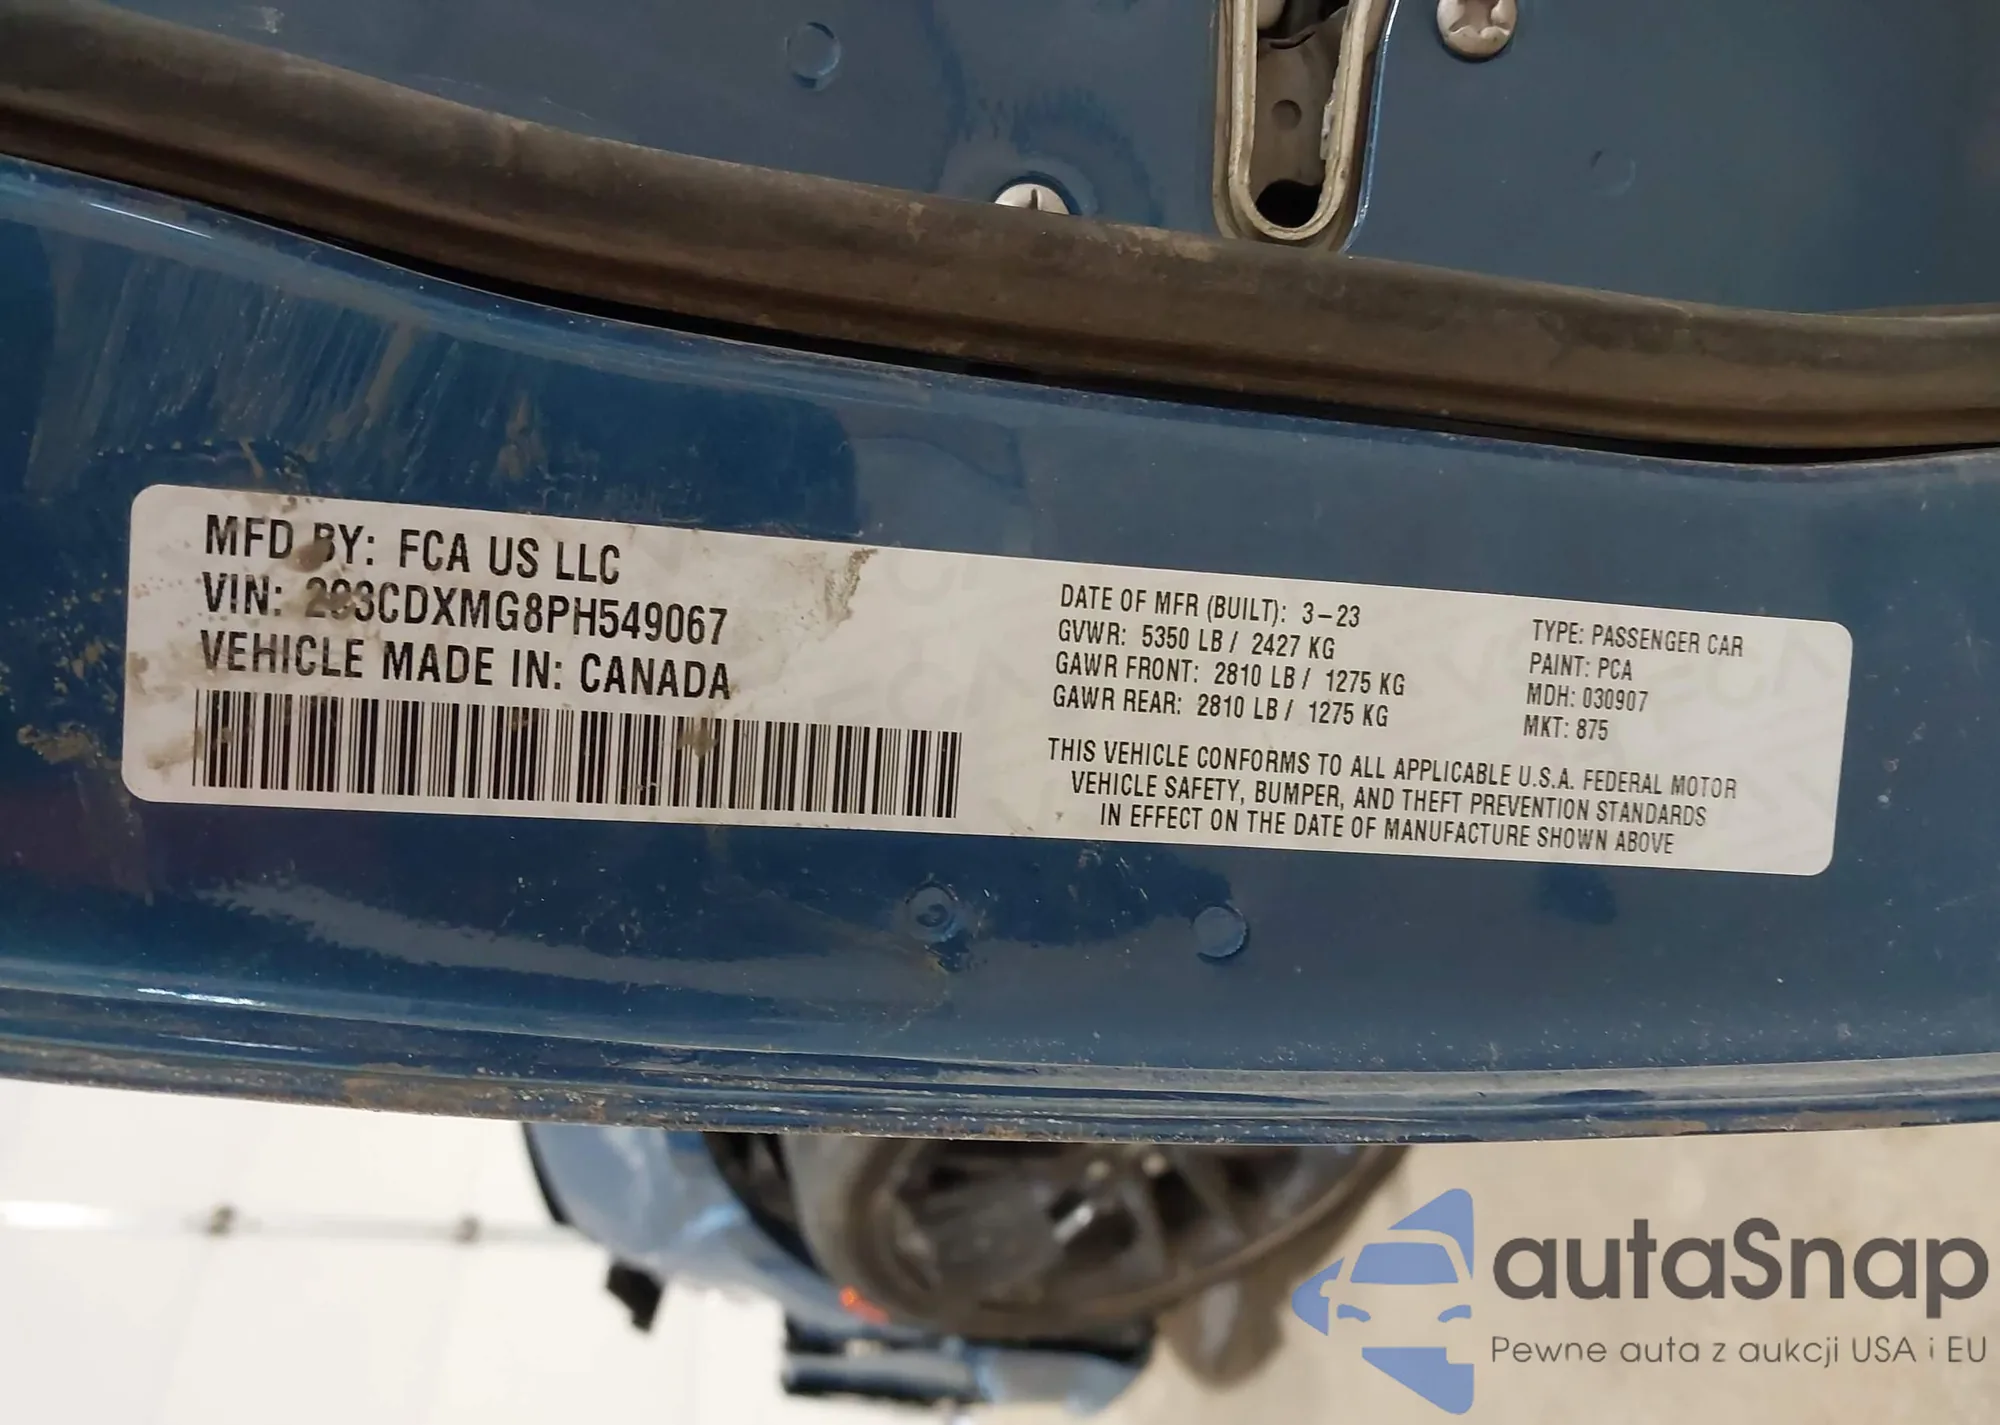 MFD BY: FCA US LLC
VIN: 2C3CDXMG8PH549067
VEHICLE MADE IN: CANADA
DATE OF MFR (BUILT): 3-23
GVWR: 5350 LB / 2427 KG
GAWR FRONT: 2810 LB / 1275 KG
GAWR REAR: 2810 LB / 1275 KG
TYPE: PASSENGER CAR
PAINT: PCA
MDH: 030907
MKT: 875
THIS VEHICLE CONFORMS TO ALL APPLICABLE U.S.A. FEDERAL MOTOR
VEHICLE SAFETY, BUMPER, AND THEFT PREVENTION STANDARDS
IN EFFECT ON THE DATE OF MANUFACTURE SHOWN ABOVE
autaSnap
Pewne auta z aukcji USA i EU